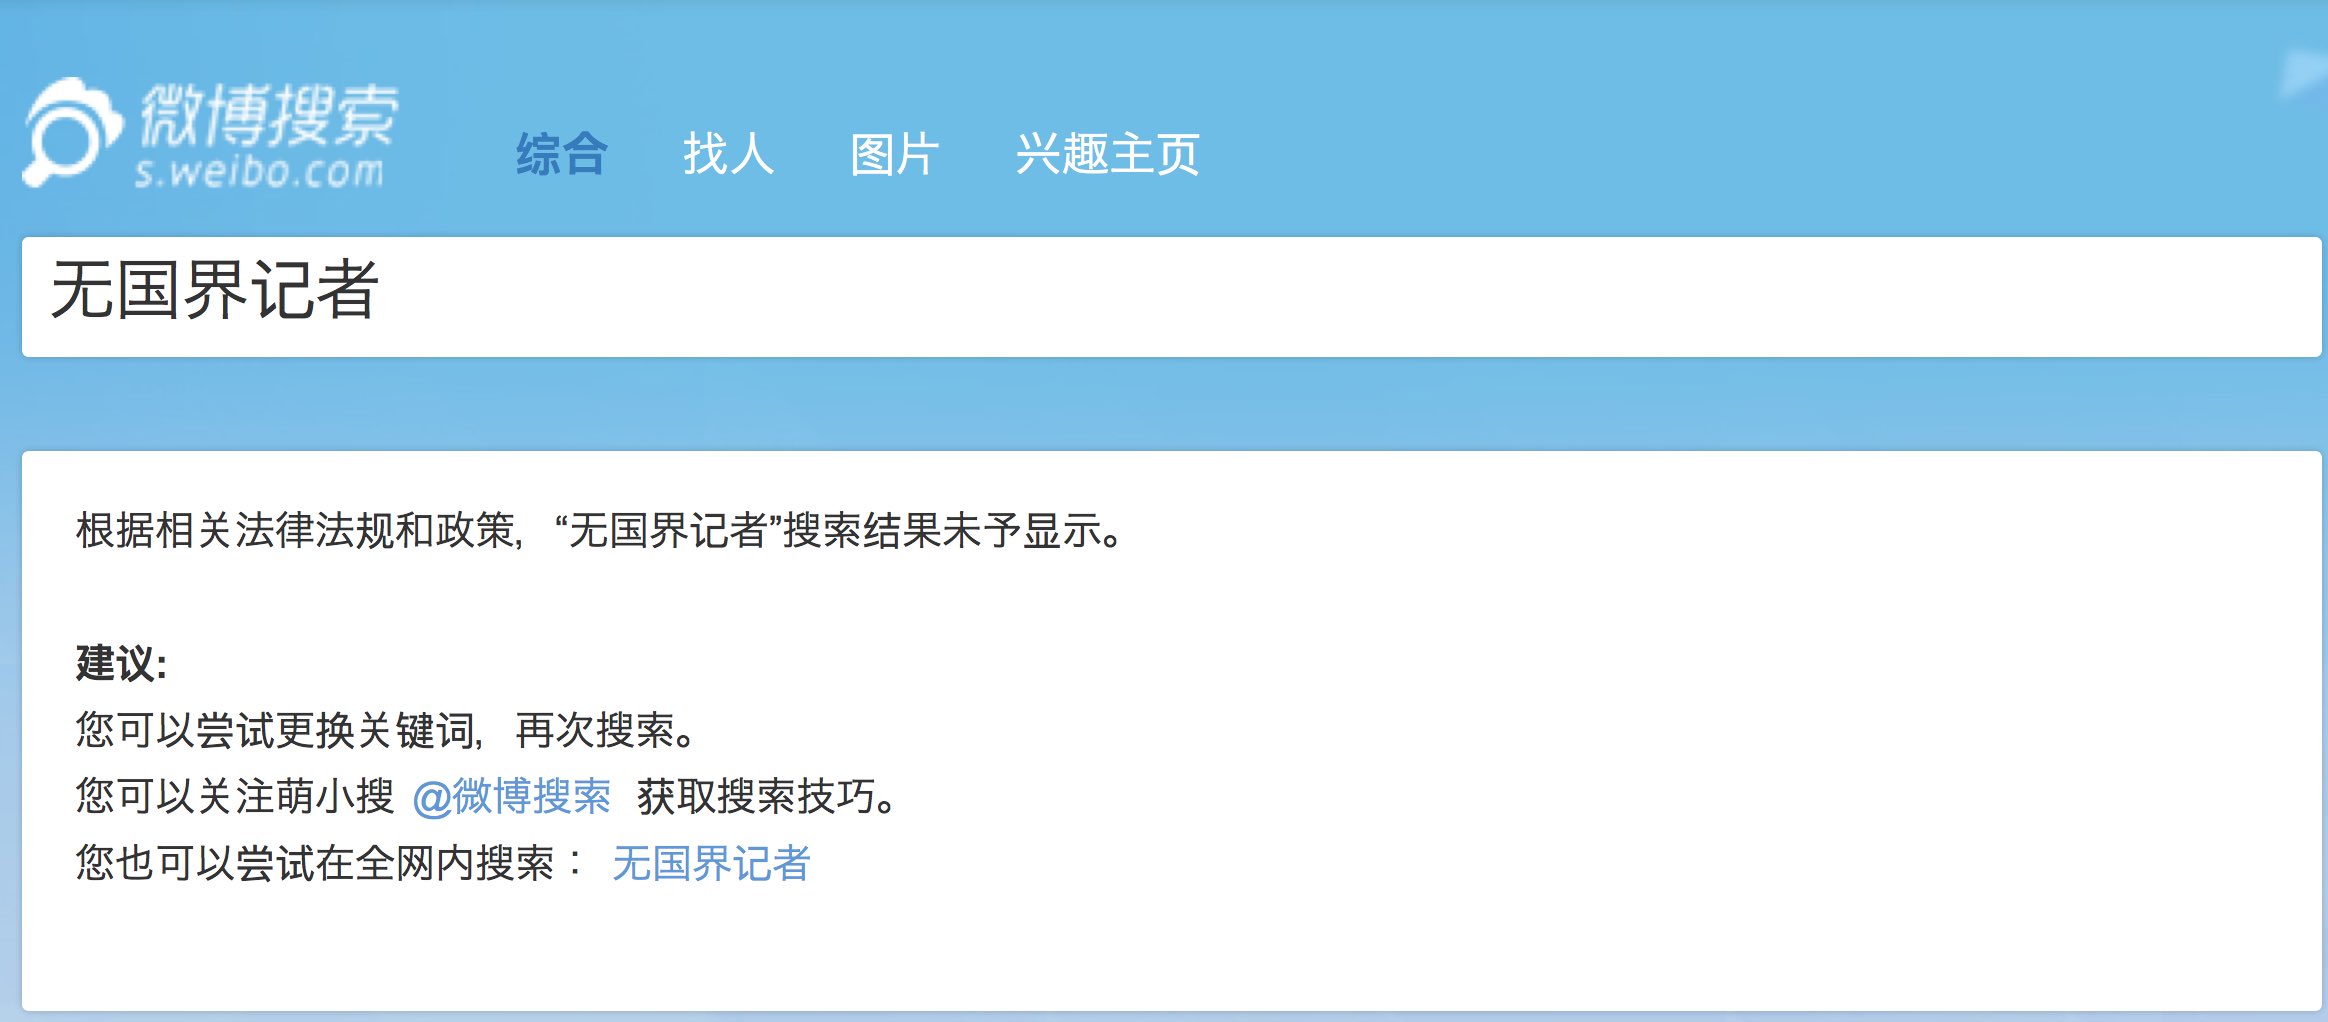 微博搜索
s.weibo.com
综合 找人 图片 兴趣主页
无国界记者
根据相关法律法规和政策,“无国界记者”搜索结果未予显示。
建议:
您可以尝试更换关键词,再次搜索。
您可以关注萌小搜 @微博搜索 获取搜索技巧。
您也可以尝试在全网内搜索： 无国界记者